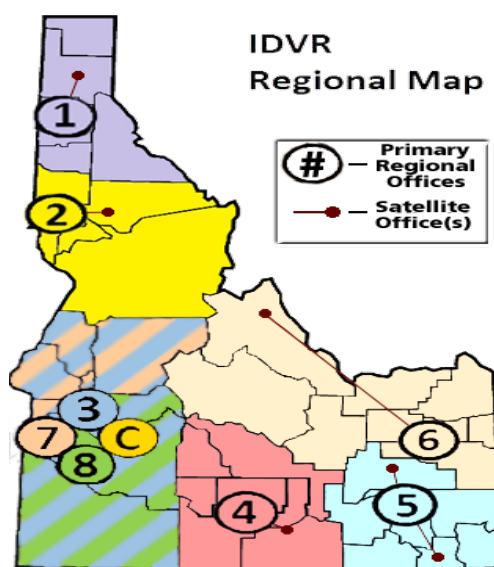 IDVR
Regional Map
# — Primary
Regional
Offices
— Satellite
Office(s)
1
2
3
7
C
8
6
4
5